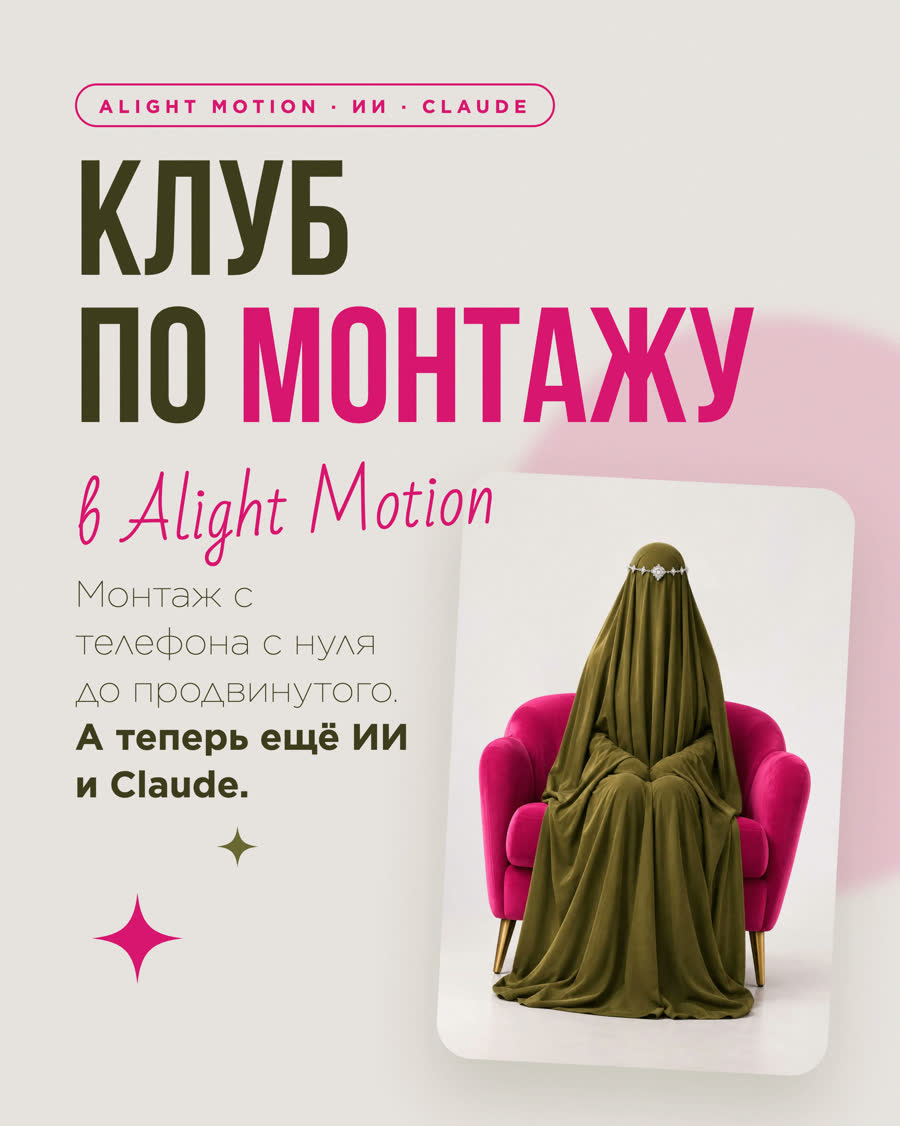 ALIGHT MOTION · ИИ · CLAUDE
КЛУБ
ПО МОНТАЖУ
в Alight Motion
Монтаж с
телефона с нуля
до продвинутого.
А теперь ещё ИИ
и Claude.